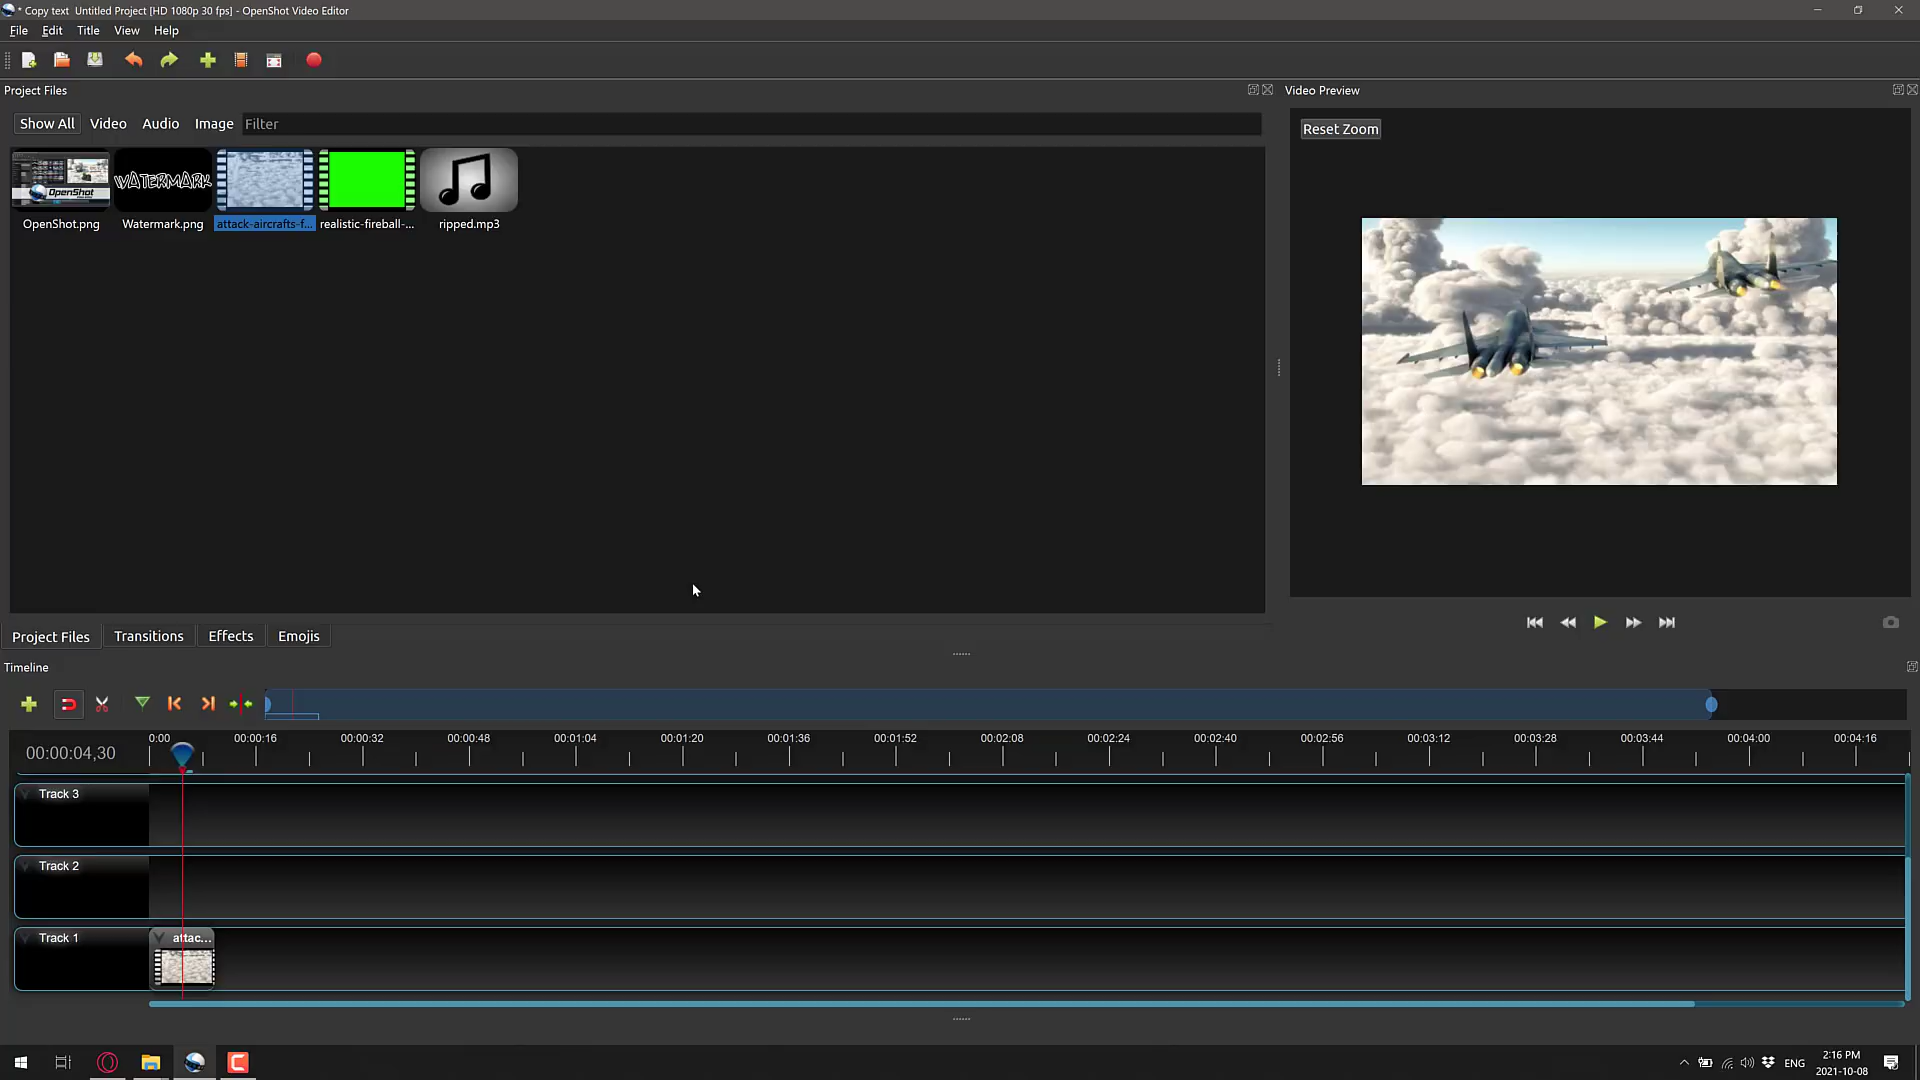 * Copy text  Untitled Project [HD 1080p 30 fps] - OpenShot Video Editor
File Edit Title View Help
Project Files
Video Preview
Show All Video Audio Image Filter
Reset Zoom
OpenShot
WATERMARK
OpenShot.png Watermark.png attack-aircrafts-f... realistic-fireball-... ripped.mp3
Project Files Transitions Effects Emojis
Timeline
00:00:04,30
0:00 00:00:16 00:00:32 00:00:48 00:01:04 00:01:20 00:01:36 00:01:52 00:02:08 00:02:24 00:02:40 00:02:56 00:03:12 00:03:28 00:03:44 00:04:00 00:04:16
Track 3
Track 2
Track 1
attac...
ENG
2:16 PM
2021-10-08